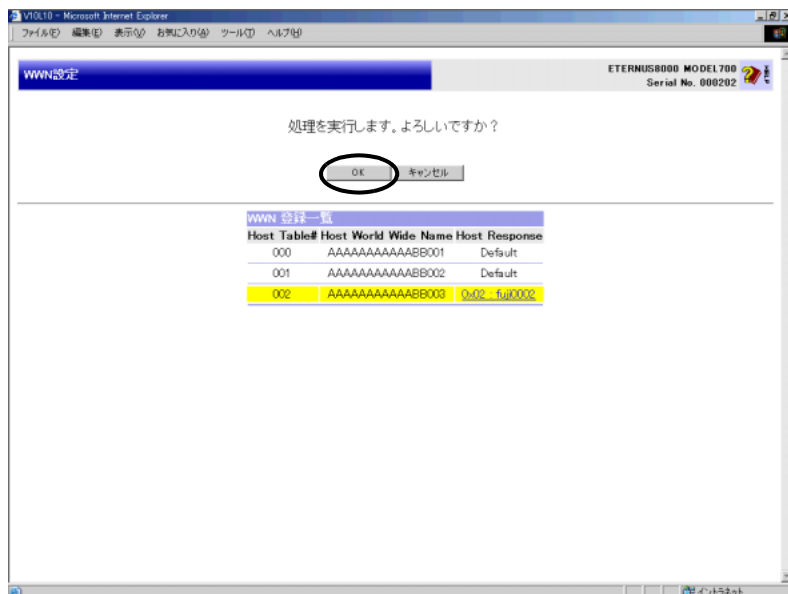 V10L10 - Microsoft Internet Explorer
ファイル(F) 編集(E) 表示(V) お気に入り(A) ツール(T) ヘルプ(H)
WWN設定
ETERNUS8000 MODEL700
Serial No. 000202
処理を実行します。よろしいですか？
OK キャンセル
WWN 登録一覧
Host Table# Host World Wide Name Host Response
000 AAAAAAAAAAABB001 Default
001 AAAAAAAAAAABB002 Default
002 AAAAAAAAAAABB003 0x02 : fuji0002
イントラネット